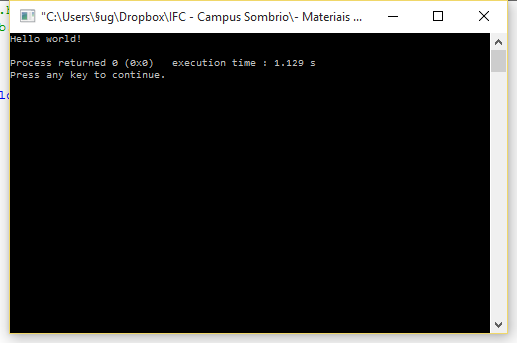 "C:\Users\fiug\Dropbox\IFC - Campus Sombrio\- Materiais ...
Hello world!
Process returned 0 (0x0)   execution time : 1.129 s
Press any key to continue.